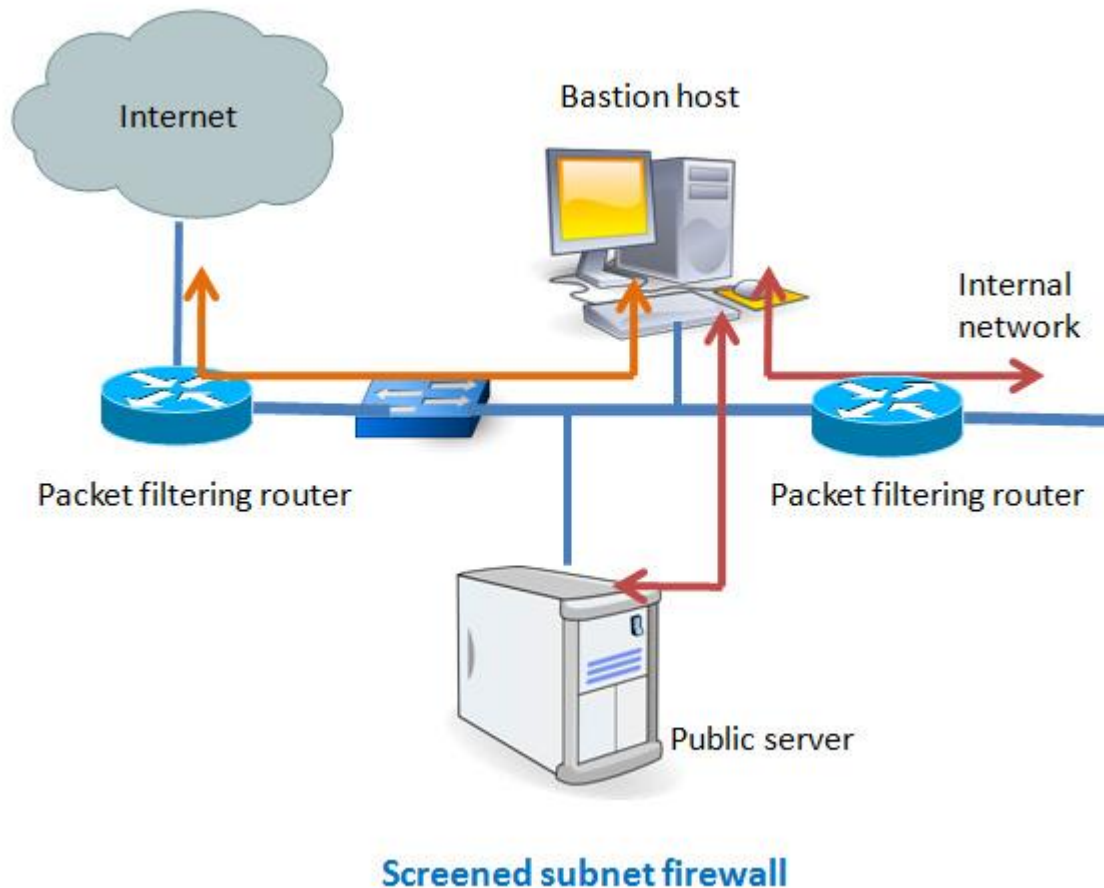 Internet
Bastion host
Internal
network
Packet filtering router
Packet filtering router
Public server
Screened subnet firewall